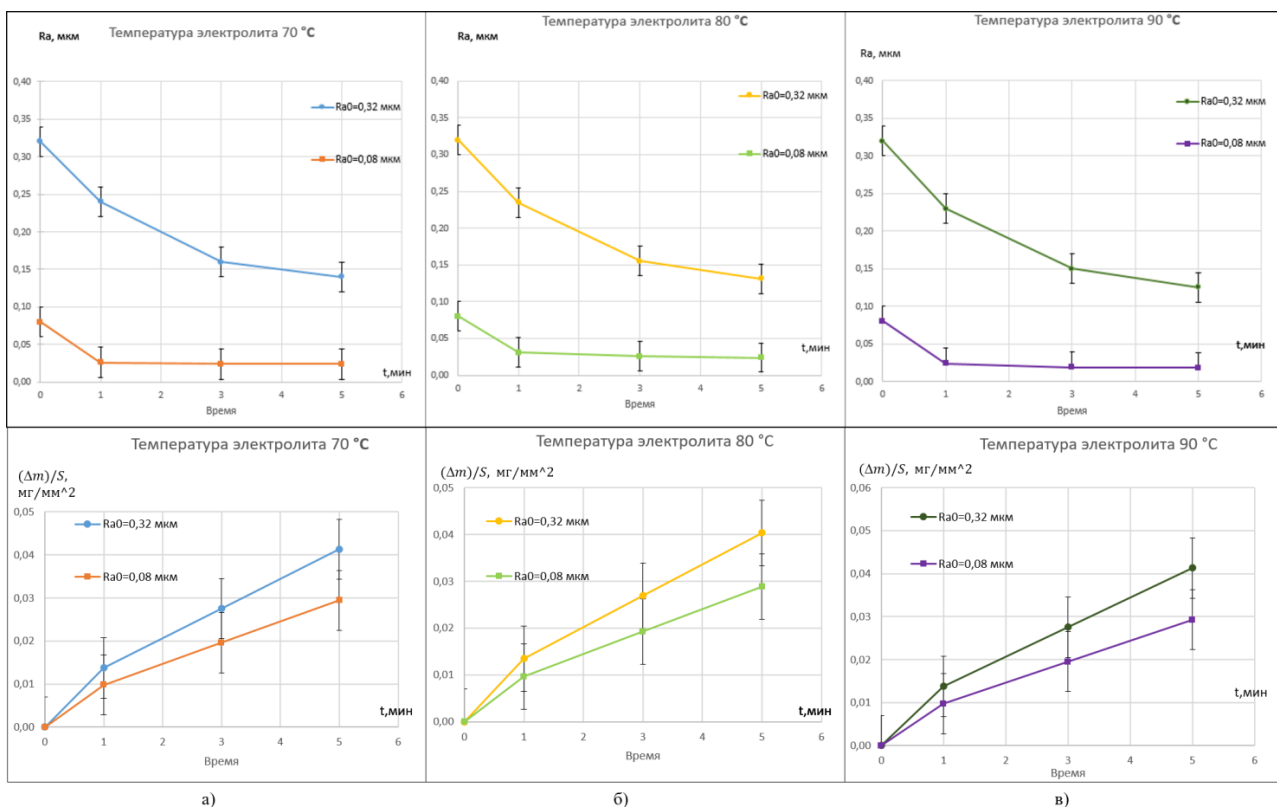 Температура электролита 70 °C
Ra, мкм
0,40
0,35
0,30
0,25
0,20
0,15
0,10
0,05
0,00
Ra0=0,32 мкм
Ra0=0,08 мкм
t,мин
0 1 2 3 4 5 6
Время
Температура электролита 80 °C
Ra, мкм
0,40
0,35
0,30
0,25
0,20
0,15
0,10
0,05
0,00
Ra0=0,32 мкм
Ra0=0,08 мкм
t,мин
0 1 2 3 4 5 6
Время
Температура электролита 90 °C
Ra, мкм
0,40
0,35
0,30
0,25
0,20
0,15
0,10
0,05
0,00
Ra0=0,32 мкм
Ra0=0,08 мкм
t,мин
0 1 2 3 4 5 6
Время
Температура электролита 70 °C
(Δm)/S,
мг/мм^2
0,05
0,04
0,03
0,02
0,01
0,00
Ra0=0,32 мкм
Ra0=0,08 мкм
t,мин
0 1 2 3 4 5 6
Время
Температура электролита 80 °C
(Δm)/S, мг/мм^2
0,05
0,04
0,03
0,02
0,01
0,00
Ra0=0,32 мкм
Ra0=0,08 мкм
t,мин
0 1 2 3 4 5 6
Время
Температура электролита 90 °C
(Δm)/S, мг/мм^2
0,06
0,05
0,04
0,03
0,02
0,01
0,00
Ra0=0,32 мкм
Ra0=0,08 мкм
t,мин
0 1 2 3 4 5 6
Время
а) б) в)